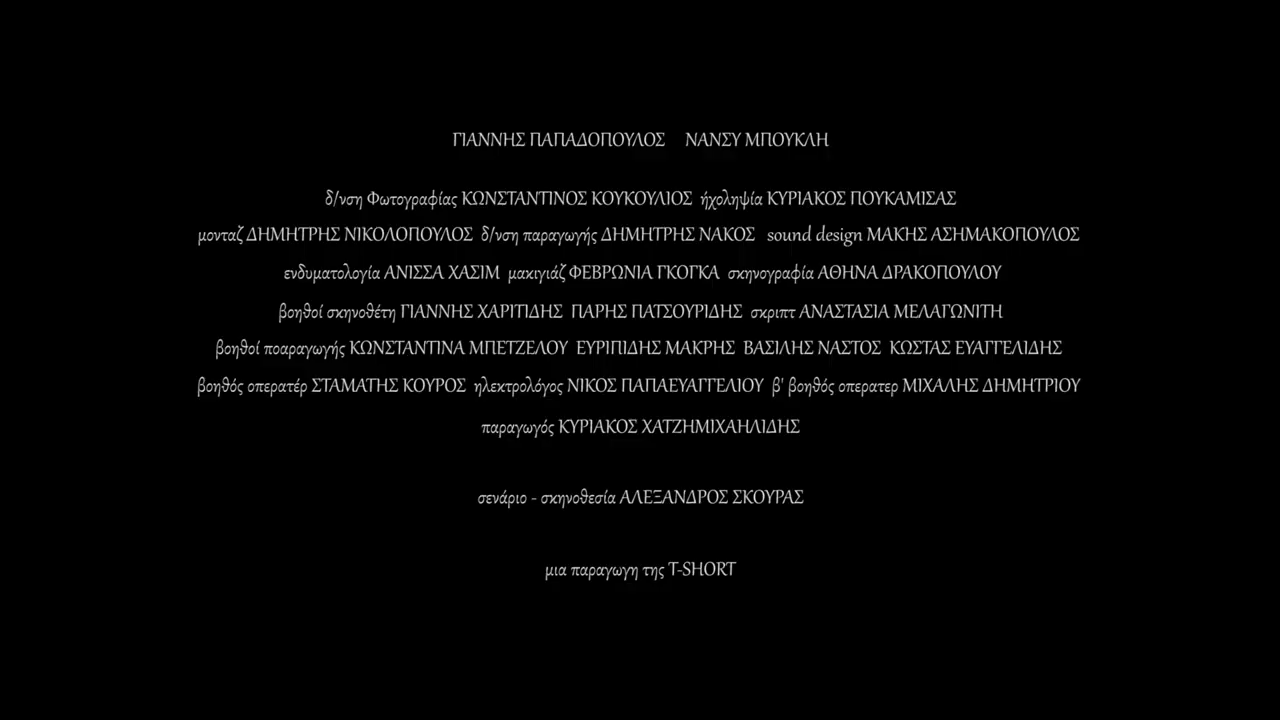 ΓΙΑΝΝΗΣ ΠΑΠΑΔΟΠΟΥΛΟΣ ΝΑΝΣΥ ΜΠΟΥΚΛΗ
δ/νση Φωτογραφίας ΚΩΝΣΤΑΝΤΙΝΟΣ ΚΟΥΚΟΥΛΙΟΣ ήχοληψία ΚΥΡΙΑΚΟΣ ΠΟΥΚΑΜΙΣΑΣ
μονταζ ΔΗΜΗΤΡΗΣ ΝΙΚΟΛΟΠΟΥΛΟΣ δ/νση παραγωγής ΔΗΜΗΤΡΗΣ ΝΑΚΟΣ sound design ΜΑΚΗΣ ΑΣΗΜΑΚΟΠΟΥΛΟΣ
ενδυματολογία ΑΝΙΣΣΑ ΧΑΣΙΜ μακιγιάζ ΦΕΒΡΩΝΙΑ ΓΚΟΓΚΑ σκηνογραφία ΑΘΗΝΑ ΔΡΑΚΟΠΟΥΛΟΥ
βοηθοί σκηνοθέτη ΓΙΑΝΝΗΣ ΧΑΡΙΤΙΔΗΣ ΠΑΡΗΣ ΠΑΤΣΟΥΡΙΔΗΣ σκριπτ ΑΝΑΣΤΑΣΙΑ ΜΕΛΑΓΩΝΙΤΗ
βοηθοί ποαραγωγής ΚΩΝΣΤΑΝΤΙΝΑ ΜΠΕΤΖΕΛΟΥ ΕΥΡΙΠΙΔΗΣ ΜΑΚΡΗΣ ΒΑΣΙΛΗΣ ΝΑΣΤΟΣ ΚΩΣΤΑΣ ΕΥΑΓΓΕΛΙΔΗΣ
βοηθός οπερατέρ ΣΤΑΜΑΤΗΣ ΚΟΥΡΟΣ ηλεκτρολόγος ΝΙΚΟΣ ΠΑΠΑΕΥΑΓΓΕΛΙΟΥ β' βοηθός οπερατερ ΜΙΧΑΛΗΣ ΔΗΜΗΤΡΙΟΥ
παραγωγός ΚΥΡΙΑΚΟΣ ΧΑΤΖΗΜΙΧΑΗΛΙΔΗΣ
σενάριο - σκηνοθεσία ΑΛΕΞΑΝΔΡΟΣ ΣΚΟΥΡΑΣ
μια παραγωγη της T-SHORT